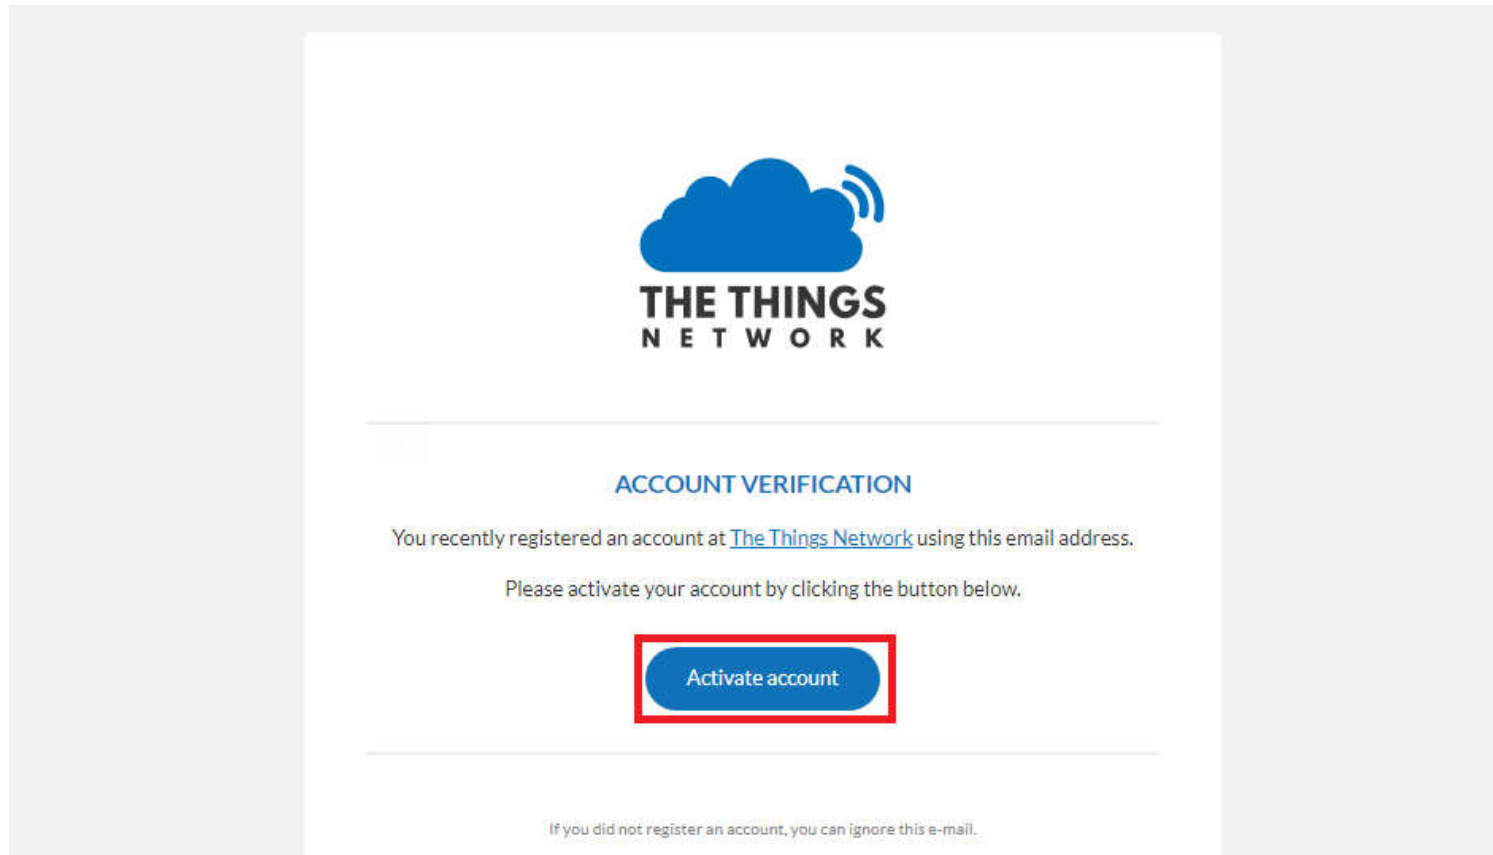 THE THINGS
NETWORK
ACCOUNT VERIFICATION
You recently registered an account at The Things Network using this email address.
Please activate your account by clicking the button below.
Activate account
If you did not register an account, you can ignore this e-mail.